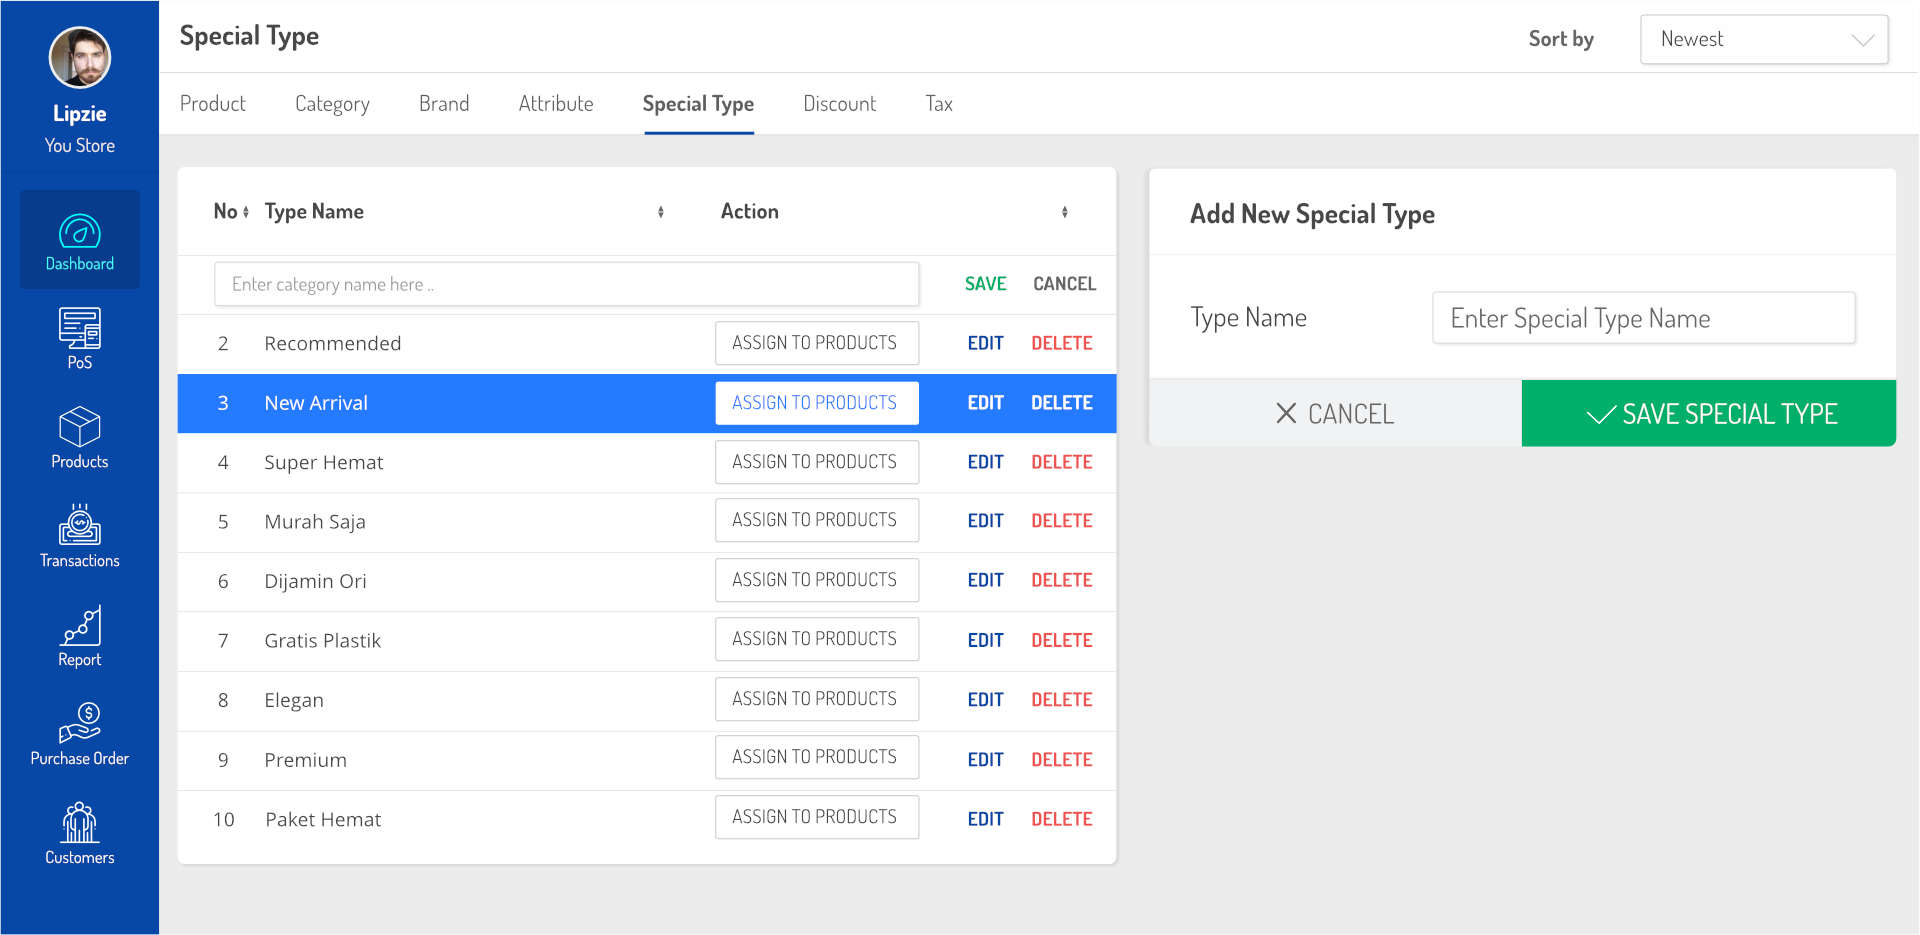 Lipzie
You Store
Dashboard
PoS
Products
Transactions
Report
Purchase Order
Customers
Special Type
Sort by Newest
Product Category Brand Attribute Special Type Discount Tax
No Type Name Action
Enter category name here .. SAVE CANCEL
2 Recommended ASSIGN TO PRODUCTS EDIT DELETE
3 New Arrival ASSIGN TO PRODUCTS EDIT DELETE
4 Super Hemat ASSIGN TO PRODUCTS EDIT DELETE
5 Murah Saja ASSIGN TO PRODUCTS EDIT DELETE
6 Dijamin Ori ASSIGN TO PRODUCTS EDIT DELETE
7 Gratis Plastik ASSIGN TO PRODUCTS EDIT DELETE
8 Elegan ASSIGN TO PRODUCTS EDIT DELETE
9 Premium ASSIGN TO PRODUCTS EDIT DELETE
10 Paket Hemat ASSIGN TO PRODUCTS EDIT DELETE
Add New Special Type
Type Name Enter Special Type Name
CANCEL SAVE SPECIAL TYPE